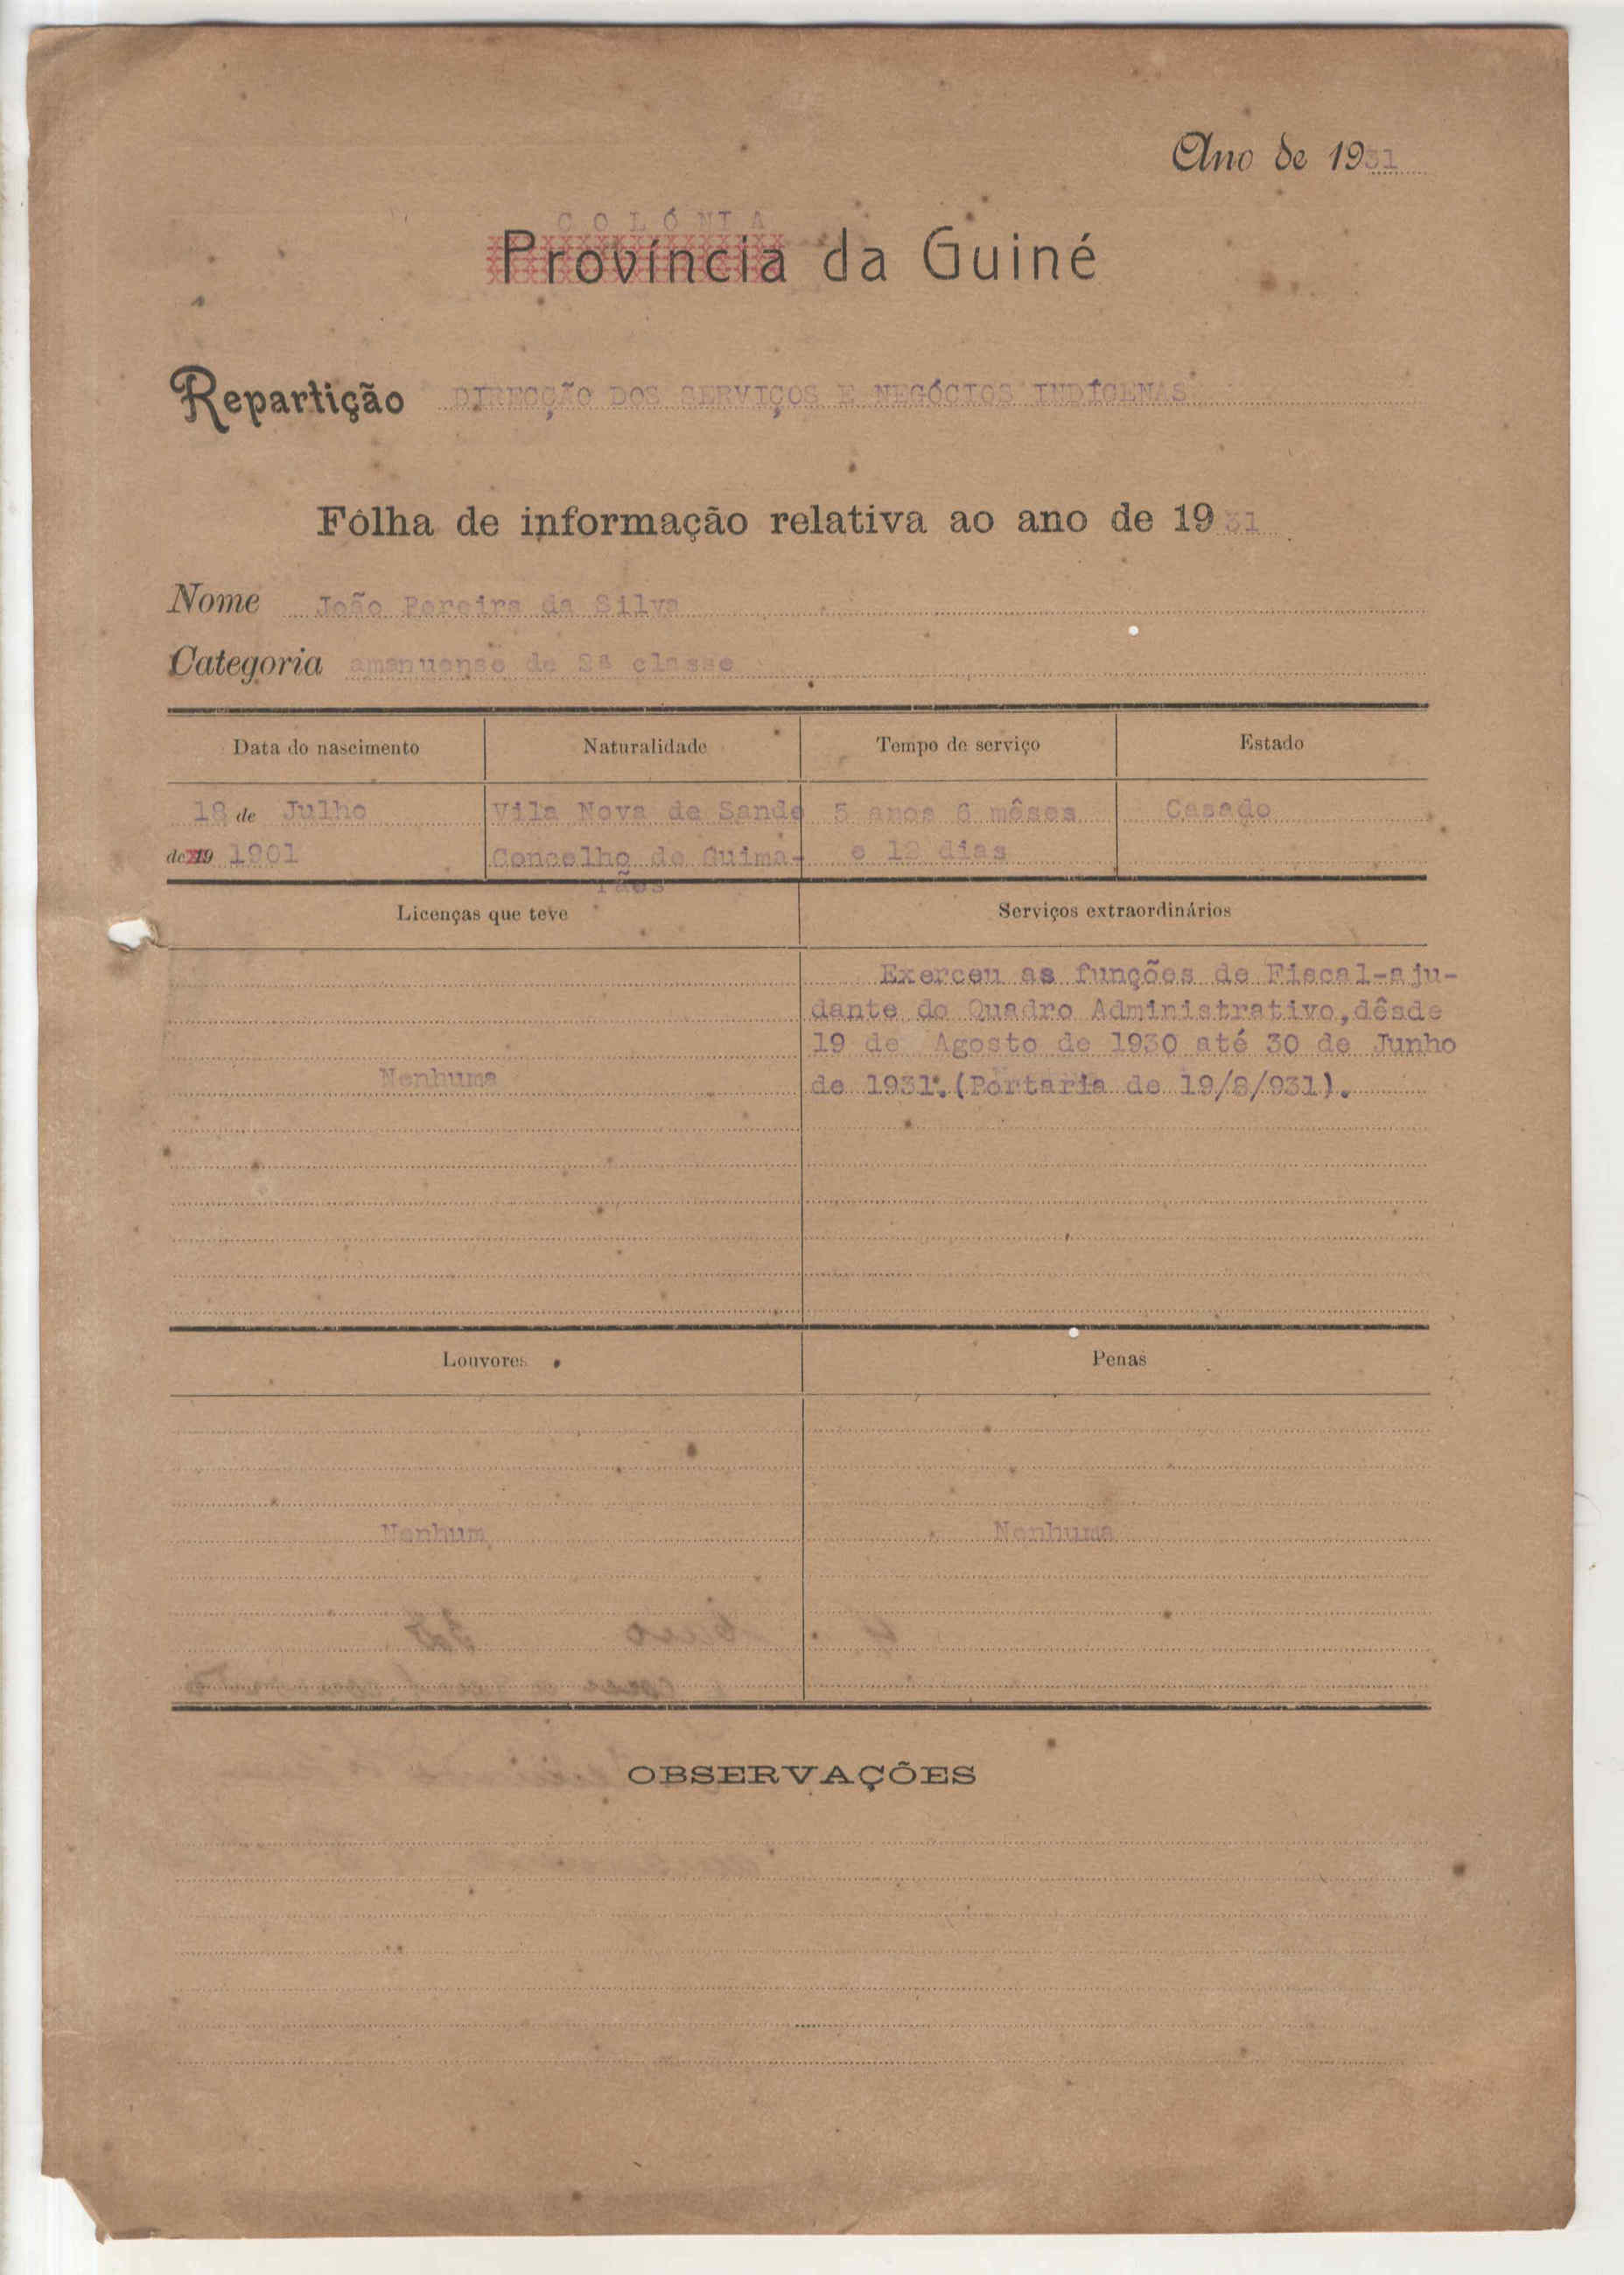 Ano de 1931
COLÓNIA
Província da Guiné
Repartição DIRECÇÃO DOS SERVIÇOS E NEGÓCIOS INDÍGENAS
Fôlha de informação relativa ao ano de 1931
Nome João Pereira da Silva
Categoria amanuense de 2ª classe
Data do nascimento Naturalidade Tempo de serviço Estado
18 de Julho Vila Nova de Sande 5 anos 6 mêses Casado
de 19 1901 Concelho de Guima- e 12 dias
rães
Licenças que teve Serviços extraordinários
Exerceu as funções de Fiscal-aju-
dante do Quadro Administrativo,dêsde
19 de Agosto de 1930 até 30 de Junho
Nenhuma de 1931.(Portaria de 19/8/931).
Louvores Penas
Nenhum Nenhuma
OBSERVAÇÕES